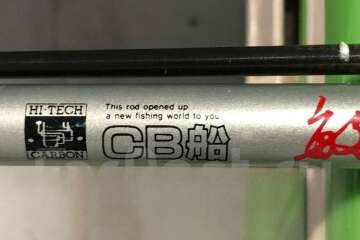 HI-TECH
CARBON
This rod opened up
a new fishing world to you
CB船